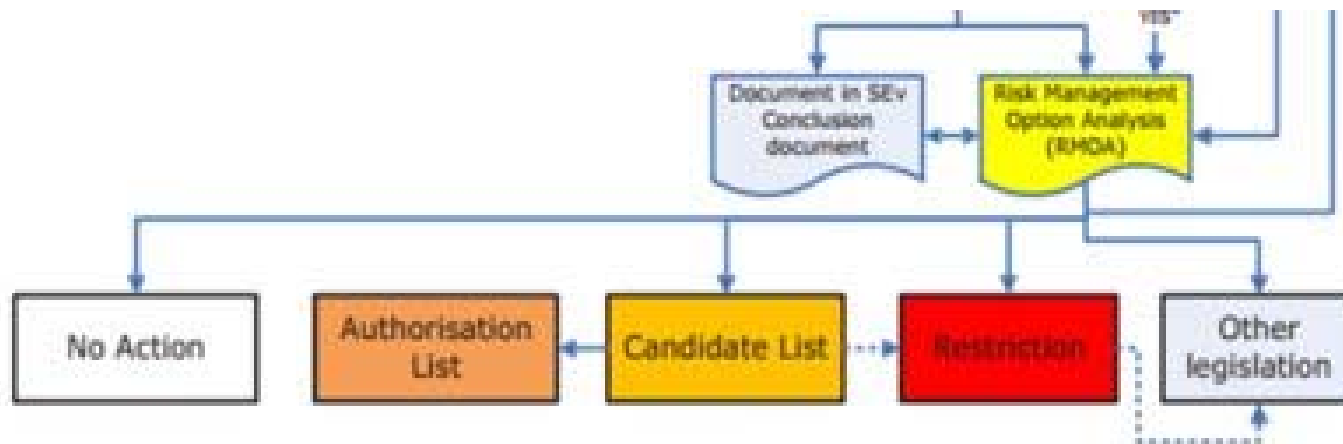 Document in SEv
Conclusion
document
Risk Management
Option Analysis
(RMOA)
No Action
Authorisation
List
Candidate List
Restriction
Other
legislation